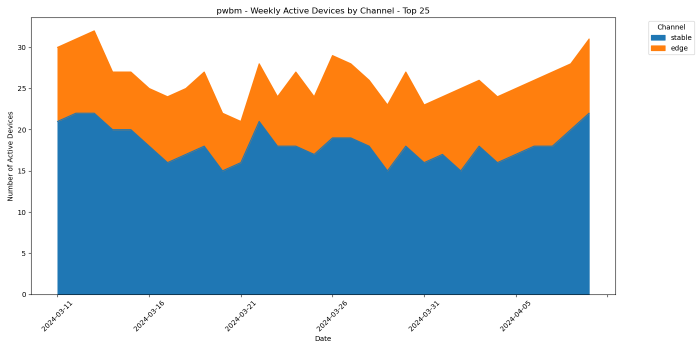 pwbm - Weekly Active Devices by Channel - Top 25
Channel
stable
edge
Number of Active Devices
30
25
20
15
10
5
0
2024-03-11
2024-03-16
2024-03-21
2024-03-26
2024-03-31
2024-04-05
Date